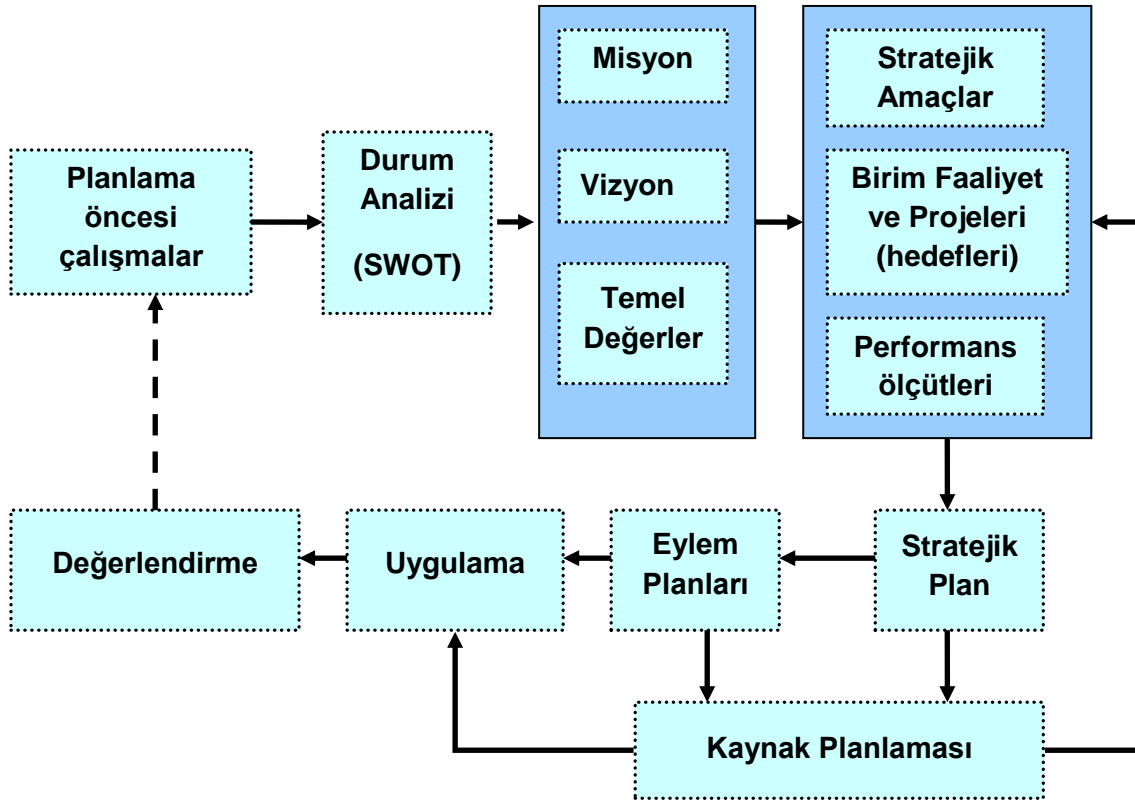 Planlama
öncesi
çalışmalar
Durum
Analizi
(SWOT)
Misyon
Vizyon
Temel
Değerler
Stratejik
Amaçlar
Birim Faaliyet
ve Projeleri
(hedefleri)
Performans
ölçütleri
Değerlendirme
Uygulama
Eylem
Planları
Stratejik
Plan
Kaynak Planlaması